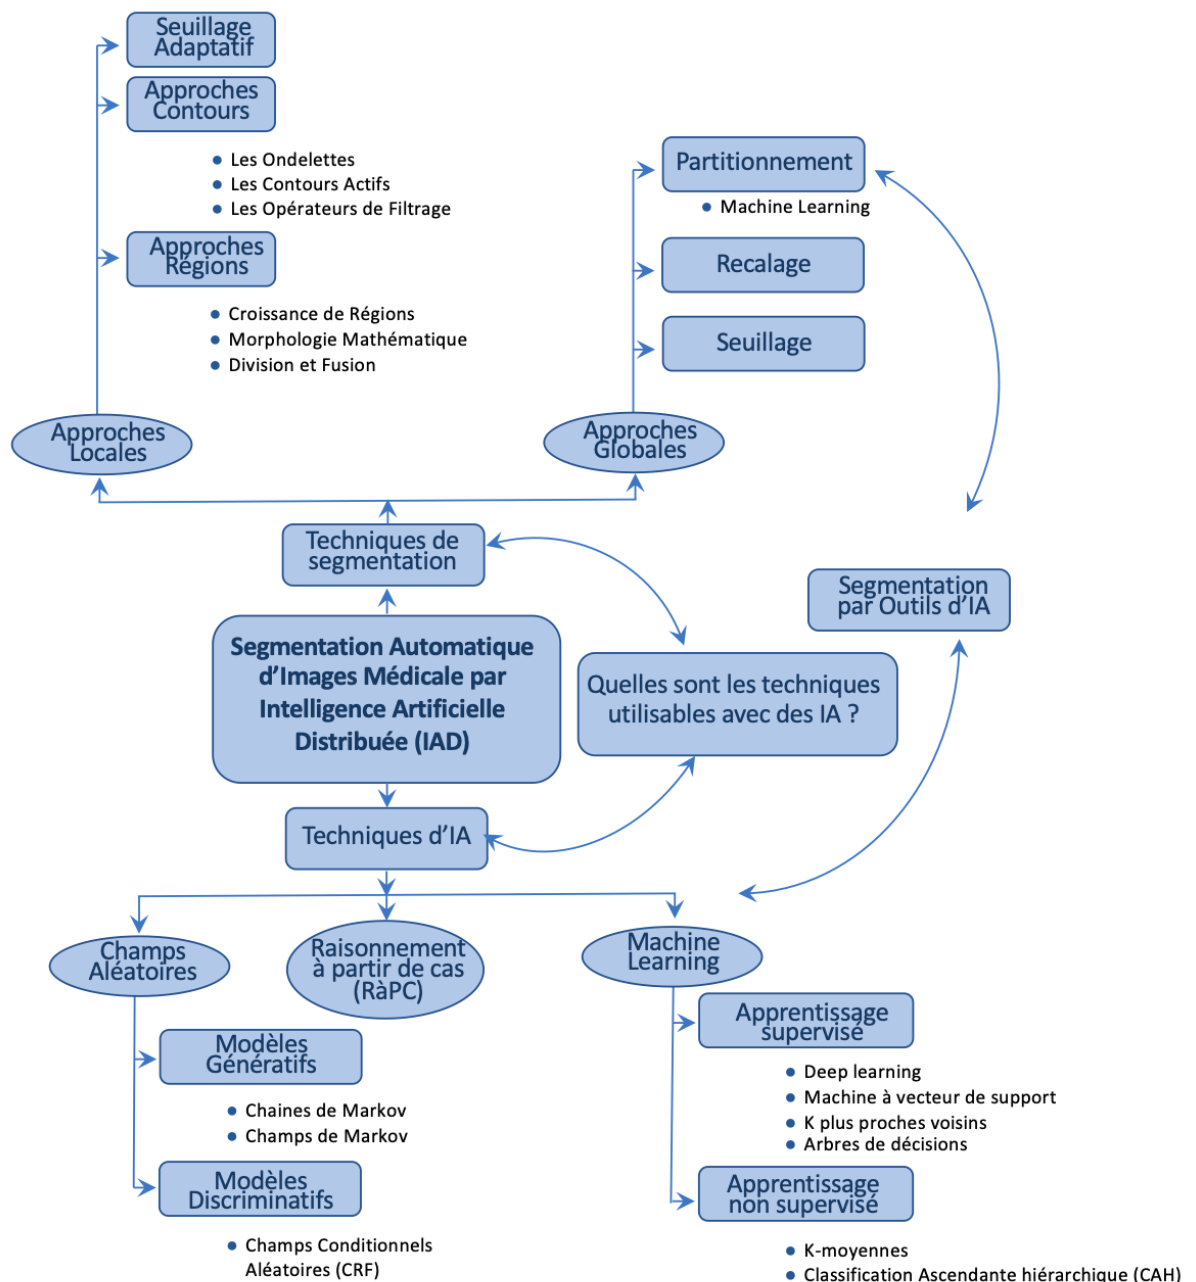 Seuillage
Adaptatif
Approches
Contours
Les Ondelettes
Les Contours Actifs
Les Opérateurs de Filtrage
Approches
Régions
Croissance de Régions
Morphologie Mathématique
Division et Fusion
Approches
Locales
Partitionnement
Machine Learning
Recalage
Seuillage
Approches
Globales
Techniques de
segmentation
Segmentation
par Outils d'IA
Segmentation Automatique
d'Images Médicale par
Intelligence Artificielle
Distribuée (IAD)
Quelles sont les techniques
utilisables avec des IA ?
Techniques d'IA
Champs
Aléatoires
Raisonnement
à partir de cas
(RàPC)
Machine
Learning
Modèles
Génératifs
Chaines de Markov
Champs de Markov
Modèles
Discriminatifs
Champs Conditionnels
Aléatoires (CRF)
Apprentissage
supervisé
Deep learning
Machine à vecteur de support
K plus proches voisins
Arbres de décisions
Apprentissage
non supervisé
K-moyennes
Classification Ascendante hiérarchique (CAH)